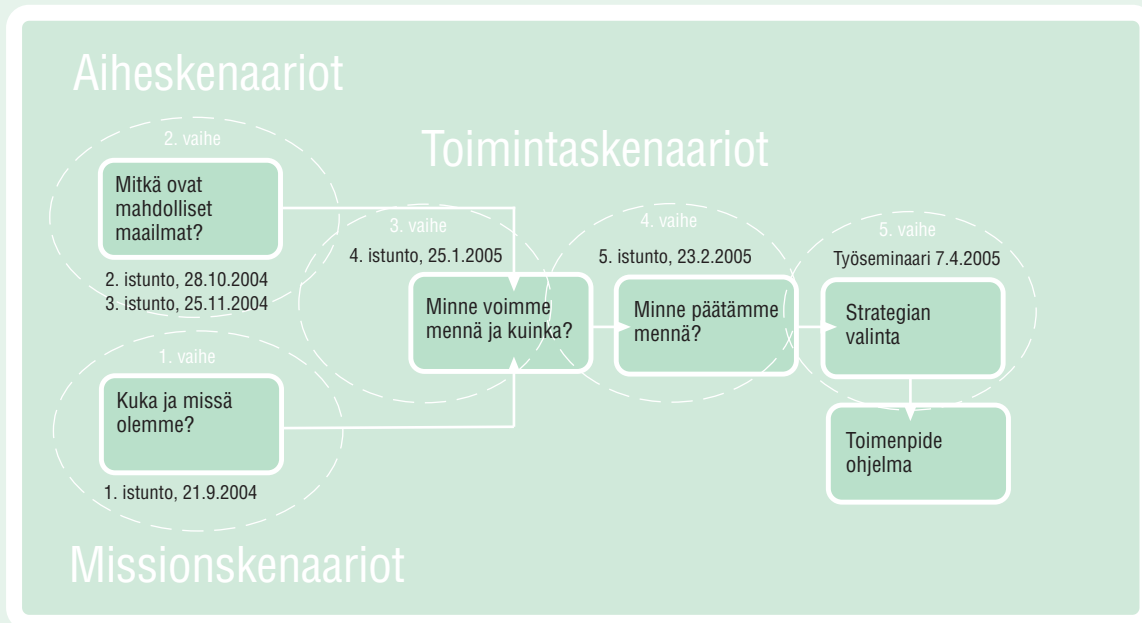 Aiheskenaariot
2. vaihe
Mitkä ovat
mahdolliset
maailmat?
2. istunto, 28.10.2004
3. istunto, 25.11.2004
1. vaihe
Kuka ja missä
olemme?
1. istunto, 21.9.2004
Missionskenaariot
Toimintaskenaariot
3. vaihe
4. istunto, 25.1.2005
Minne voimme
mennä ja kuinka?
4. vaihe
5. istunto, 23.2.2005
Minne päätämme
mennä?
5. vaihe
Työseminaari 7.4.2005
Strategian
valinta
Toimenpide
ohjelma